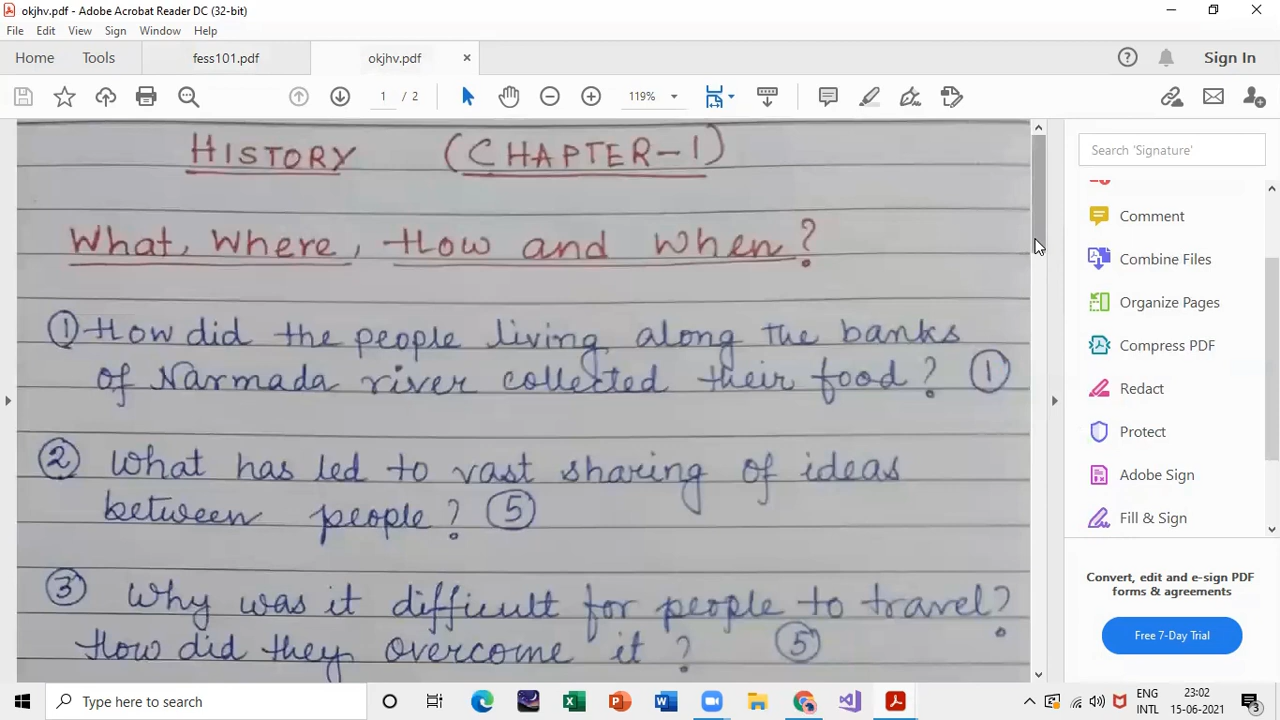 okjhv.pdf - Adobe Acrobat Reader DC (32-bit)
File Edit View Sign Window Help
Home Tools fess101.pdf okjhv.pdf × Sign In
1 / 2 119%
HISTORY (CHAPTER-1)
What, Where, How and When?
① How did the people living along the banks
of Narmada river collected their food? ①
② What has led to vast sharing of ideas
between people? ⑤
③ Why was it difficult for people to travel?
How did they overcome it? ⑤
Search 'Signature'
Comment
Combine Files
Organize Pages
Compress PDF
Redact
Protect
Adobe Sign
Fill & Sign
Convert, edit and e-sign PDF
forms & agreements
Free 7-Day Trial
Type here to search
ENG
INTL
23:02
15-06-2021
3